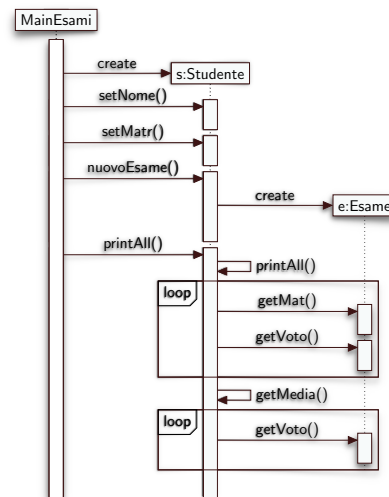 MainEsami
create
s:Studente
setNome()
setMatr()
nuovoEsame()
create
e:Esame
printAll()
printAll()
loop
getMat()
getVoto()
getMedia()
loop
getVoto()